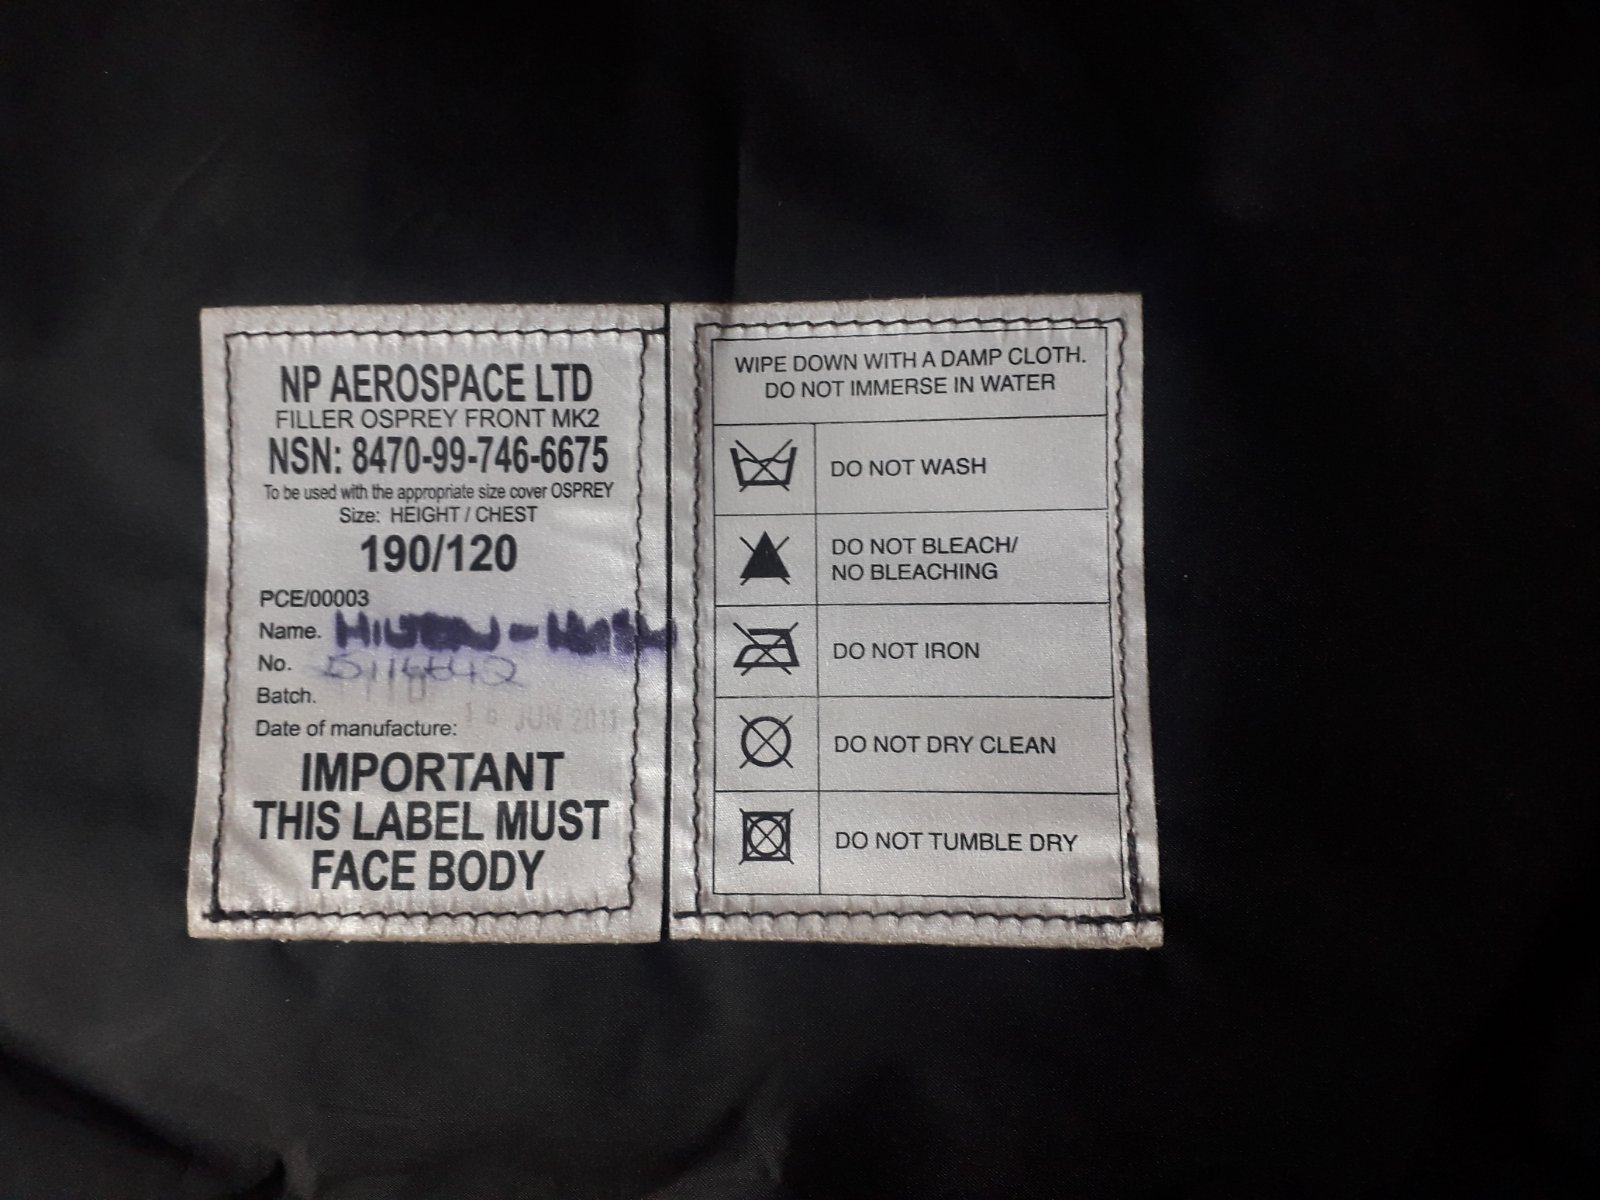 NP AEROSPACE LTD
FILLER OSPREY FRONT MK2
NSN: 8470-99-746-6675
To be used with the appropriate size cover OSPREY
Size: HEIGHT / CHEST
190/120
PCE/00003
Name.
No.
Batch.
Date of manufacture: JUN 2011
IMPORTANT
THIS LABEL MUST
FACE BODY
WIPE DOWN WITH A DAMP CLOTH.
DO NOT IMMERSE IN WATER
DO NOT WASH
DO NOT BLEACH/
NO BLEACHING
DO NOT IRON
DO NOT DRY CLEAN
DO NOT TUMBLE DRY